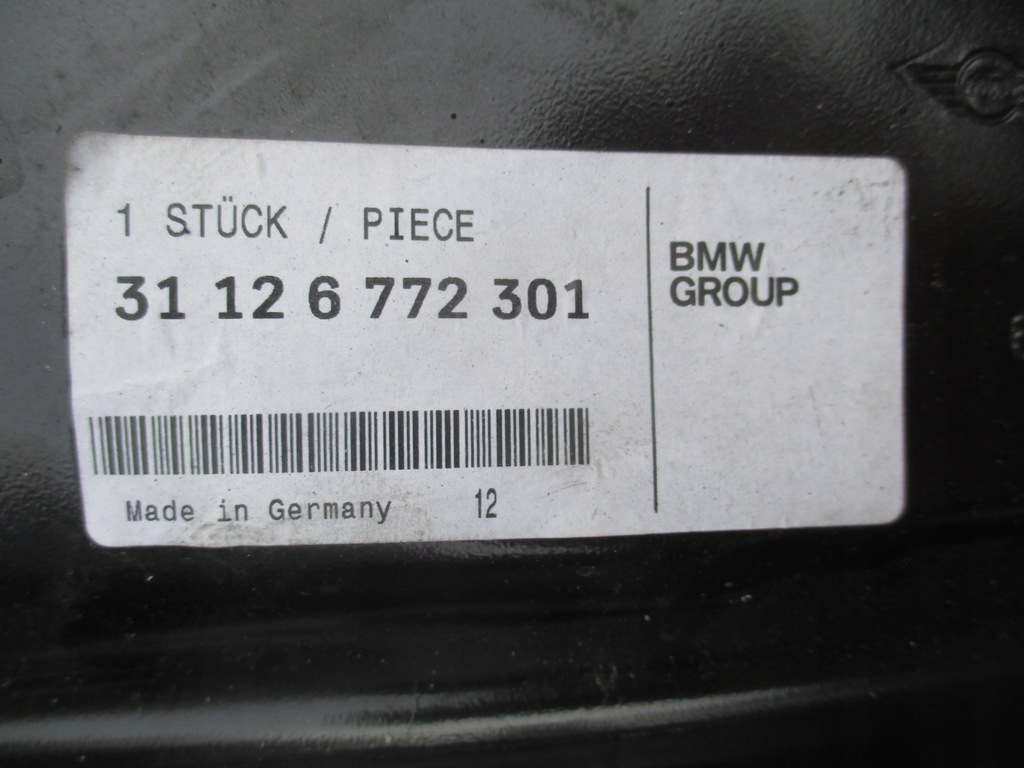 1 STÜCK / PIECE
31 12 6 772 301
BMW
GROUP
Made in Germany 12